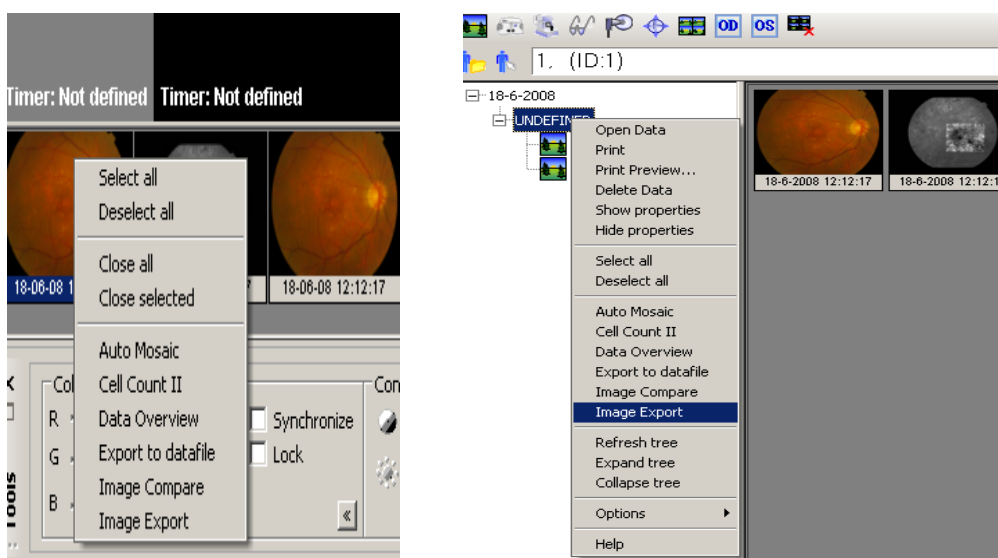 Timer: Not defined Timer: Not defined
Select all
Deselect all
Close all
Close selected
18-06-08 1
7
18-06-08 12:12:17
Auto Mosaic
Cell Count II
Data Overview
Export to datafile
Image Compare
Image Export
Col
R
G
B
Synchronize
Lock
Con
Tools
«
OD OS
1, (ID:1)
18-6-2008
UNDEFINED
Open Data
Print
Print Preview...
Delete Data
Show properties
Hide properties
Select all
Deselect all
Auto Mosaic
Cell Count II
Data Overview
Export to datafile
Image Compare
Image Export
Refresh tree
Expand tree
Collapse tree
Options
Help
18-6-2008 12:12:17
18-6-2008 12:12:1